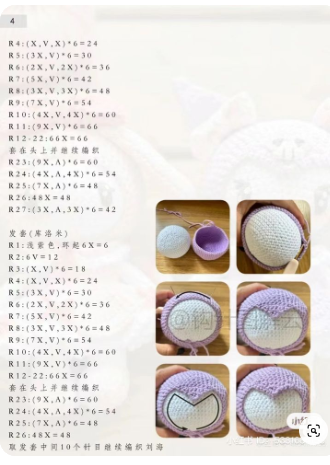 4
R4:(X,V,X)*6=24
R5:(3X,V)*6=30
R6:(2X,V,2X)*6=36
R7:(5X,V)*6=42
R8:(3X,V,3X)*6=48
R9:(7X,V)*6=54
R10:(4X,V,4X)*6=60
R11:(9X,V)*6=66
R12-22:66X=66
套在头上并继续编织
R23:(9X,A)*6=60
R24:(4X,A,4X)*6=54
R25:(7X,A)*6=48
R26:48X=48
R27:(3X,A,3X)*6=42
发套(库洛米)
R1:浅紫色,环起6X=6
R2:6V=12
R3:(X,V)*6=18
R4:(X,V,X)*6=24
R5:(3X,V)*6=30
R6:(2X,V,2X)*6=36
R7:(5X,V)*6=42
R8:(3X,V,3X)*6=48
R9:(7X,V)*6=54
R10:(4X,V,4X)*6=60
R11:(9X,V)*6=66
R12-22:66X=66
套在头上并继续编织
R23:(9X,A)*6=60
R24:(4X,A,4X)*6=54
R25:(7X,A)*6=48
R26:48X=48
取发套中间10个针目继续编织刘海